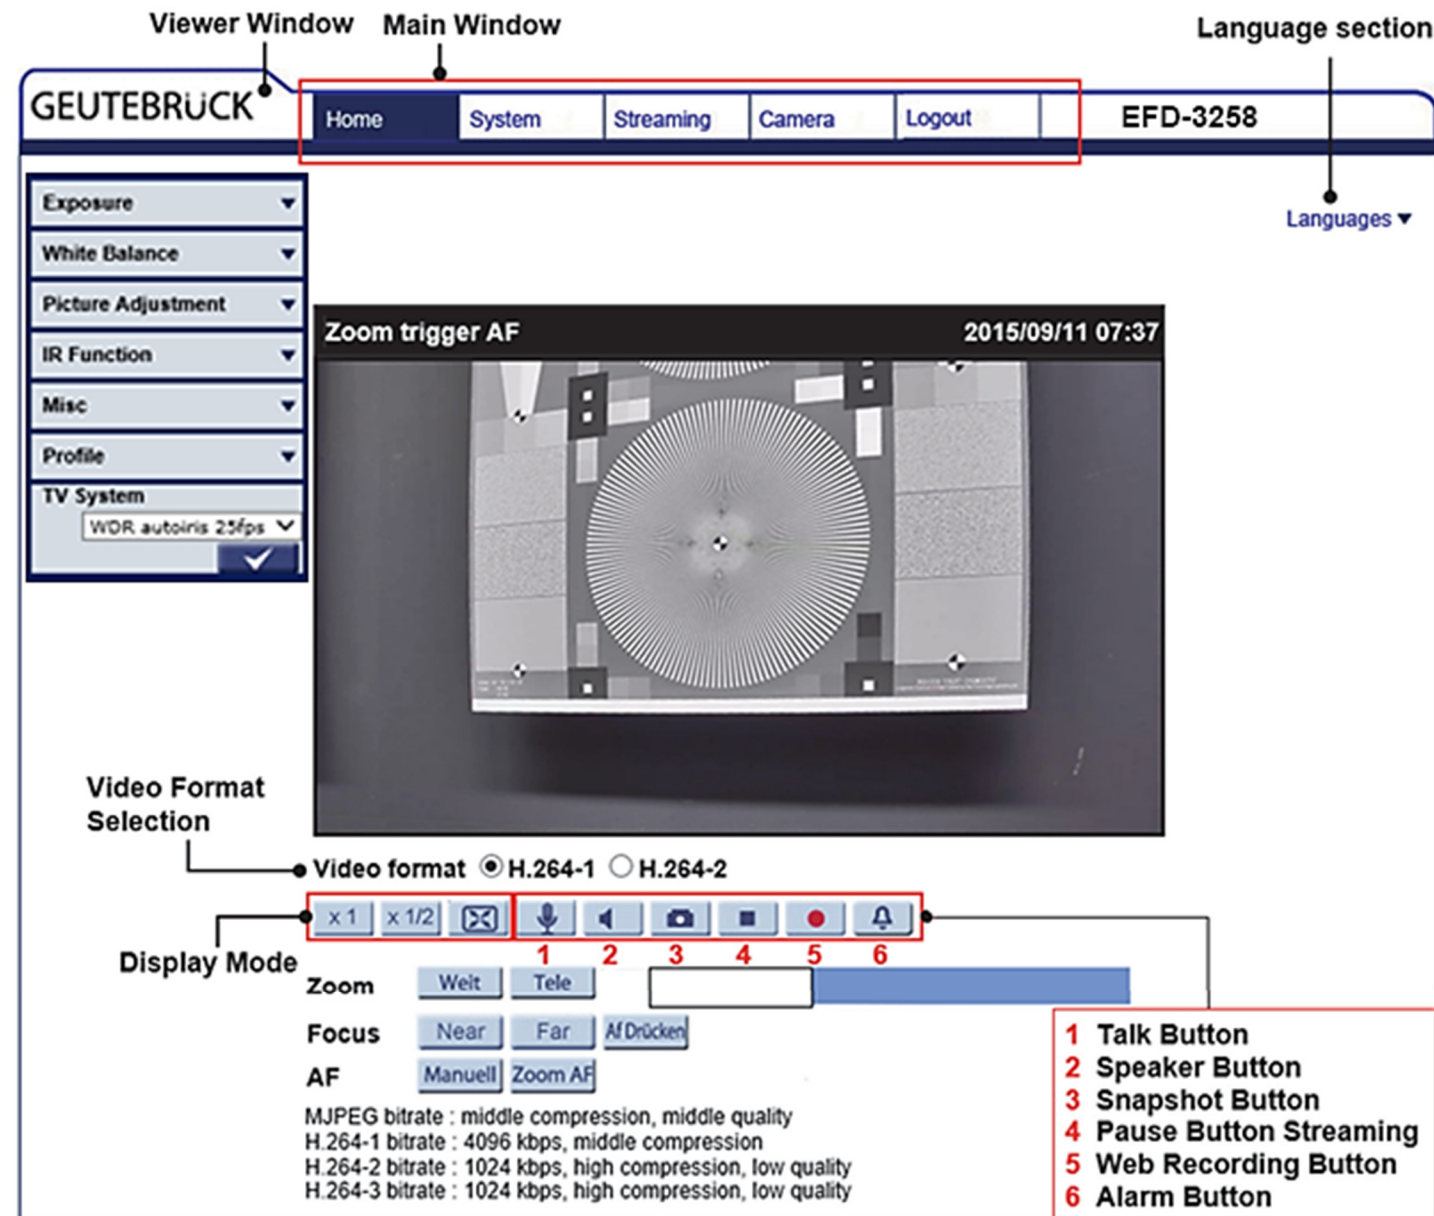 Viewer Window Main Window Language section
GEUTEBRÜCK
Home System Streaming Camera Logout EFD-3258
Languages
Exposure
White Balance
Picture Adjustment
IR Function
Misc
Profile
TV System
WDR autoiris 25fps
Zoom trigger AF 2015/09/11 07:37
Video Format
Selection
Video format H.264-1 H.264-2
x 1 x 1/2
1 2 3 4 5 6
Display Mode
Zoom Weit Tele
Focus Near Far Af Drücken
AF Manuell Zoom AF
MJPEG bitrate : middle compression, middle quality
H.264-1 bitrate : 4096 kbps, middle compression
H.264-2 bitrate : 1024 kbps, high compression, low quality
H.264-3 bitrate : 1024 kbps, high compression, low quality
1 Talk Button
2 Speaker Button
3 Snapshot Button
4 Pause Button Streaming
5 Web Recording Button
6 Alarm Button